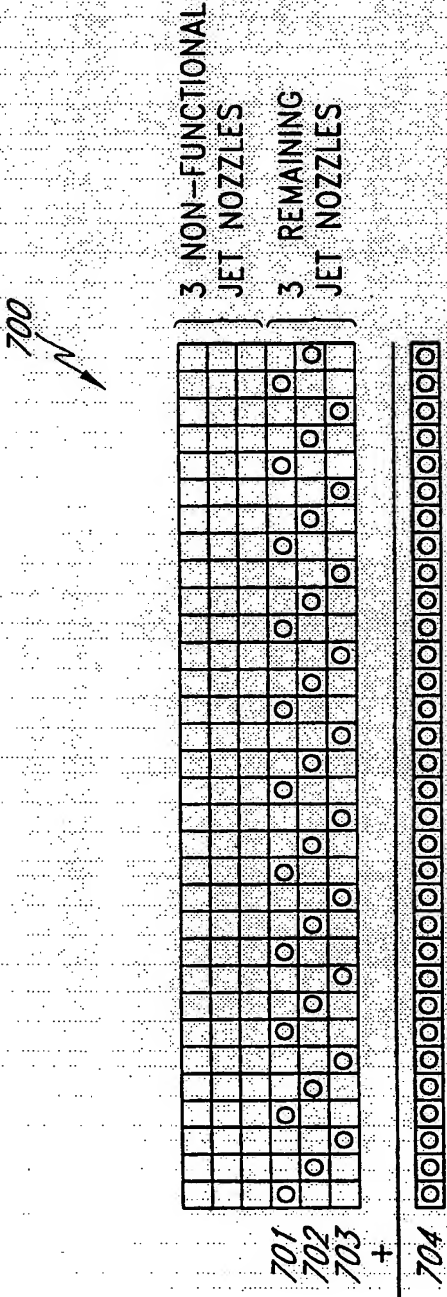 700
3 NON-FUNCTIONAL
JET NOZZLES
3 REMAINING
JET NOZZLES
701
702
703
+
704